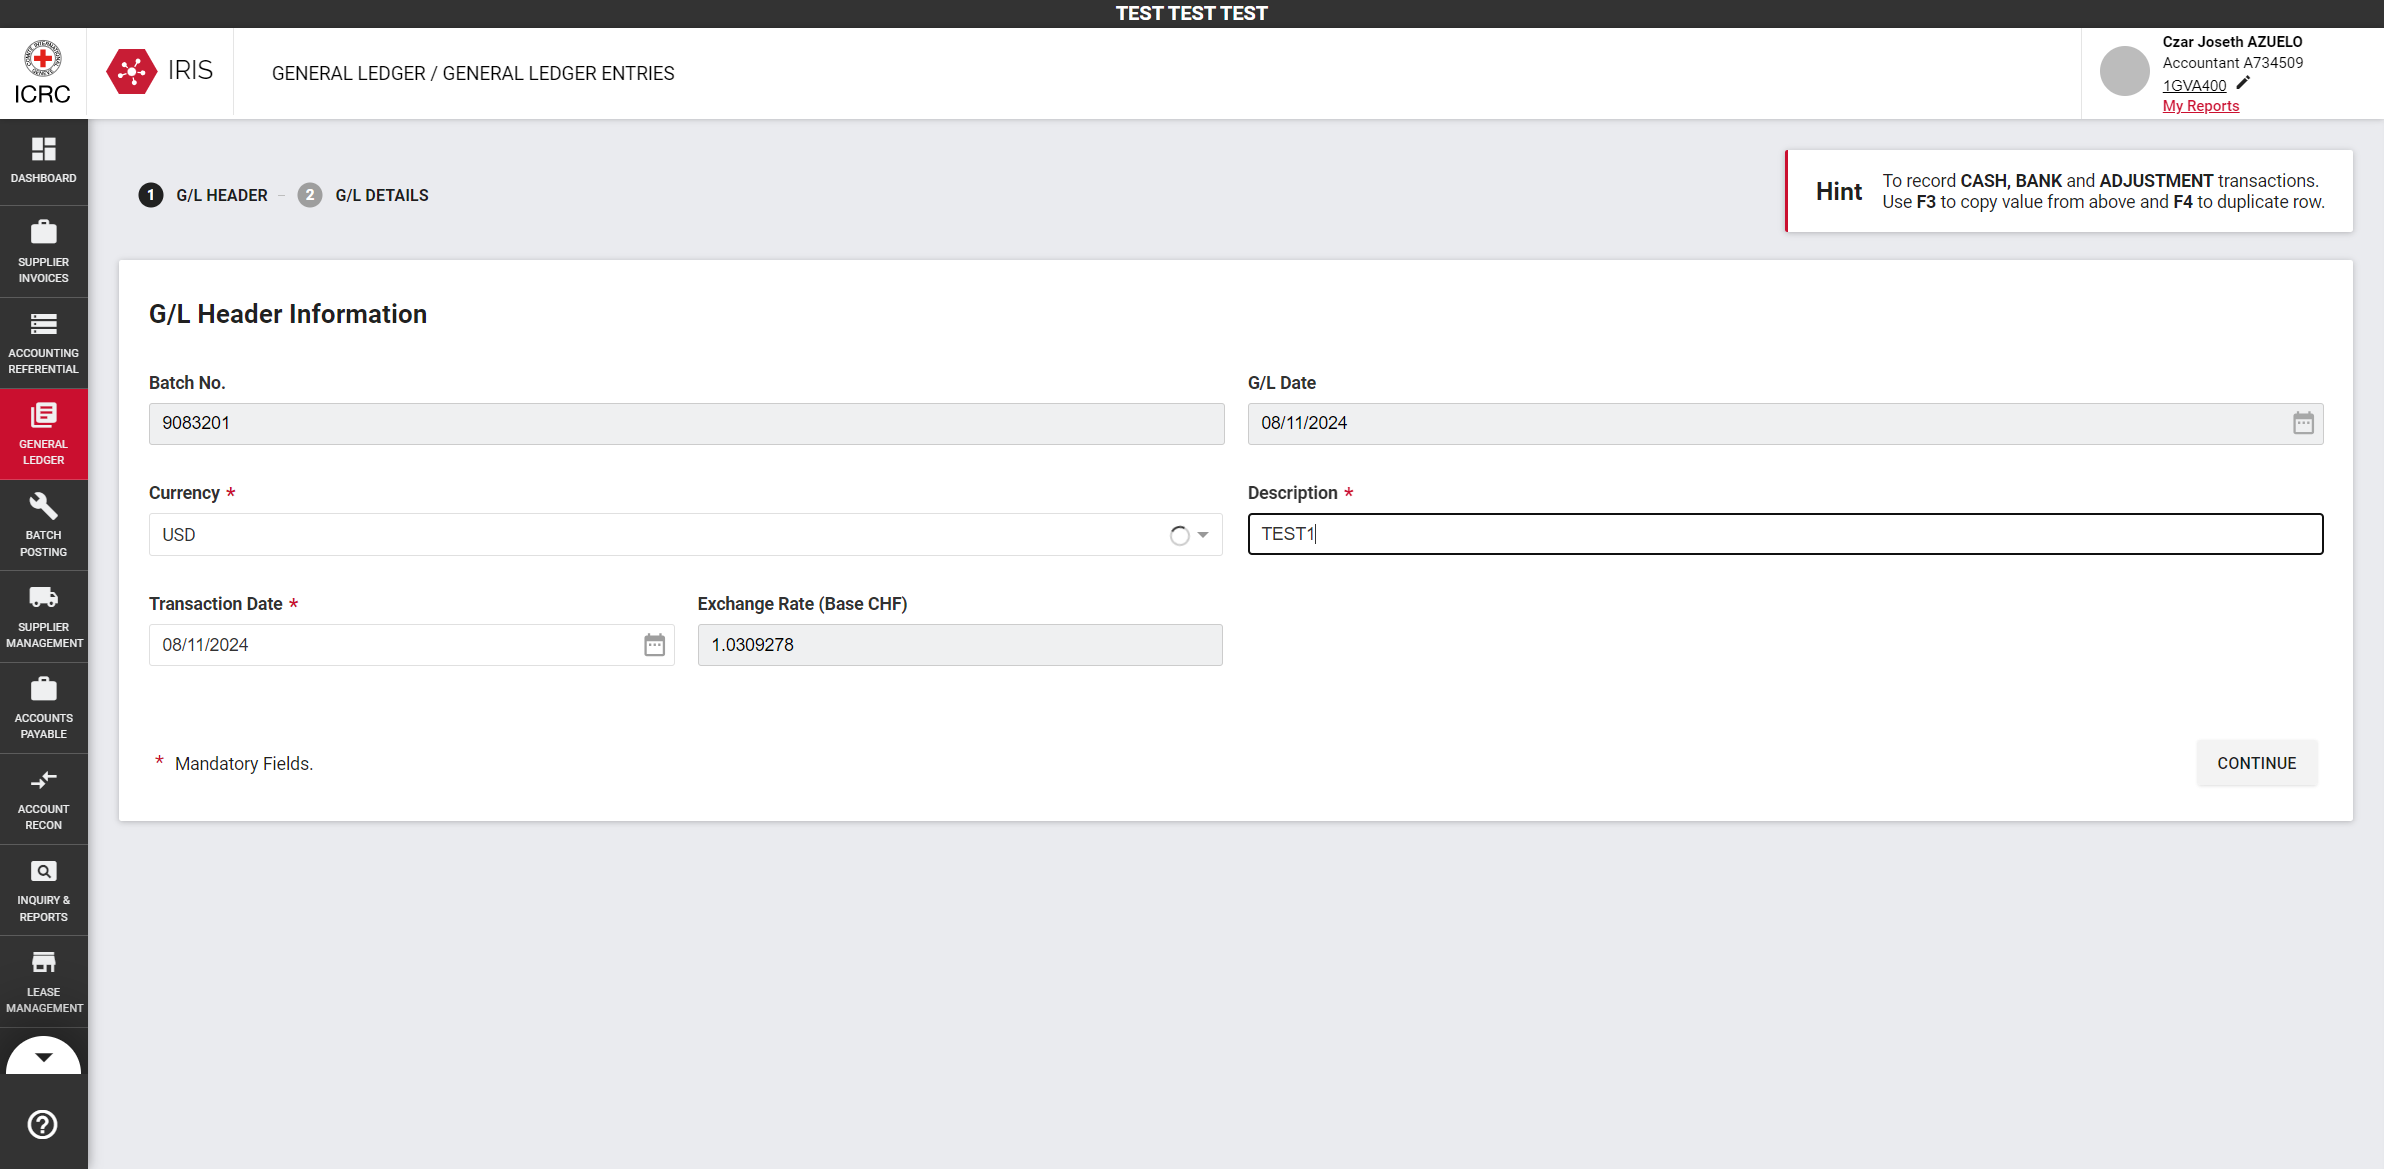 TEST TEST TEST
ICRC
IRIS
GENERAL LEDGER / GENERAL LEDGER ENTRIES
Czar Joseth AZUELO
Accountant A734509
1GVA400
My Reports
DASHBOARD
SUPPLIER
INVOICES
ACCOUNTING
REFERENTIAL
GENERAL
LEDGER
BATCH
POSTING
SUPPLIER
MANAGEMENT
ACCOUNTS
PAYABLE
ACCOUNT
RECON
INQUIRY &
REPORTS
LEASE
MANAGEMENT
1 G/L HEADER – 2 G/L DETAILS
Hint
To record CASH, BANK and ADJUSTMENT transactions.
Use F3 to copy value from above and F4 to duplicate row.
G/L Header Information
Batch No.
9083201
G/L Date
08/11/2024
Currency *
USD
Description *
TEST1
Transaction Date *
08/11/2024
Exchange Rate (Base CHF)
1.0309278
* Mandatory Fields.
CONTINUE